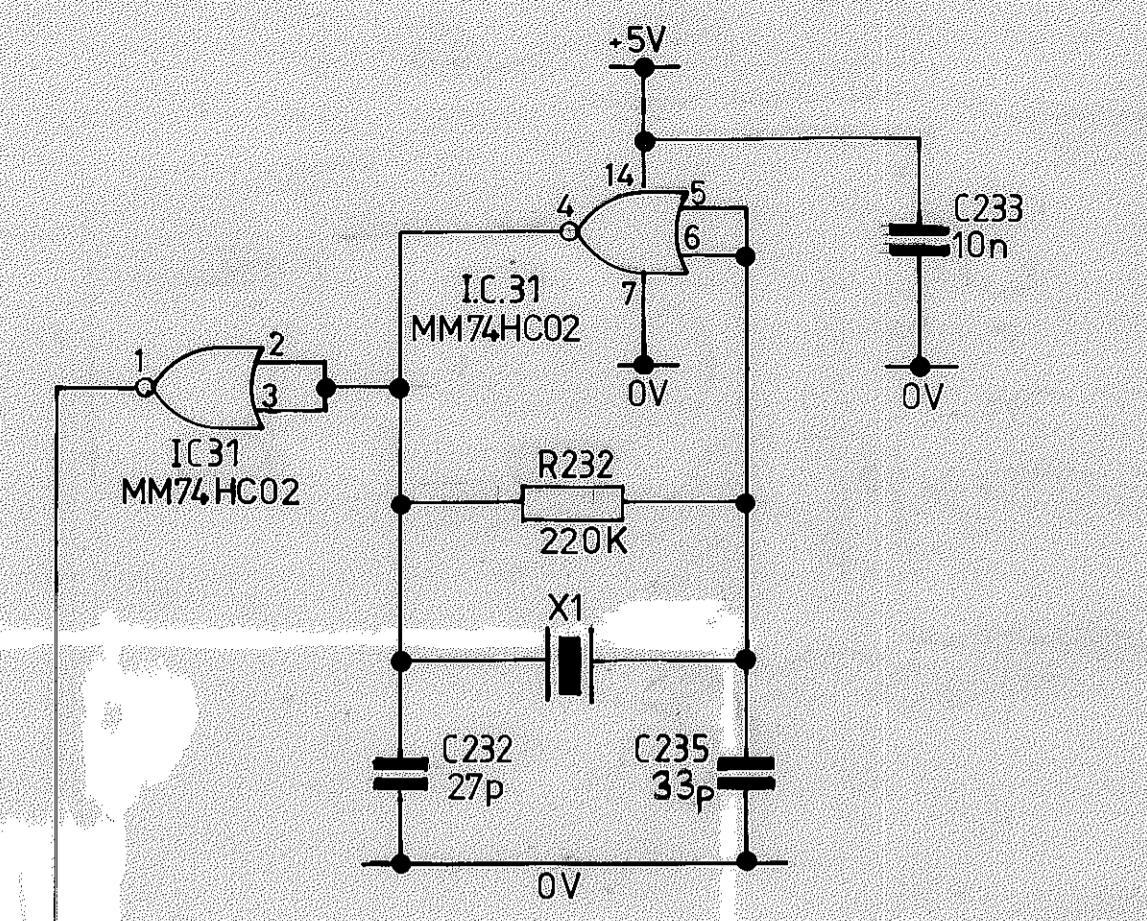 +5V
14
5
4
6
C233
10n
I.C.31
MM74HC02
7
0V
0V
1
2
3
IC31
MM74HC02
R232
220K
X1
C232
27p
C235
33p
0V